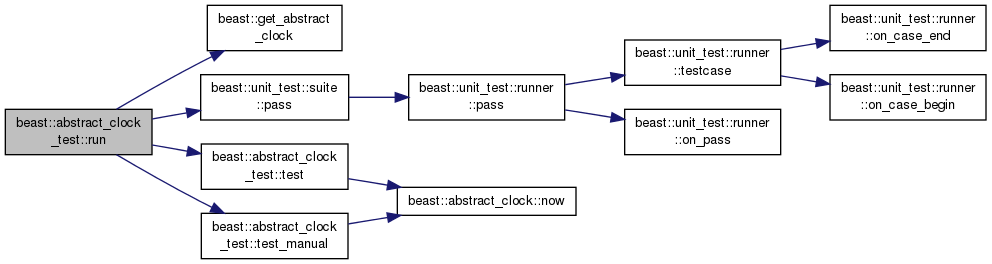 beast::abstract_clock
_test::run
beast::get_abstract
_clock
beast::unit_test::suite
::pass
beast::abstract_clock
_test::test
beast::abstract_clock
_test::test_manual
beast::unit_test::runner
::pass
beast::abstract_clock::now
beast::unit_test::runner
::testcase
beast::unit_test::runner
::on_pass
beast::unit_test::runner
::on_case_end
beast::unit_test::runner
::on_case_begin